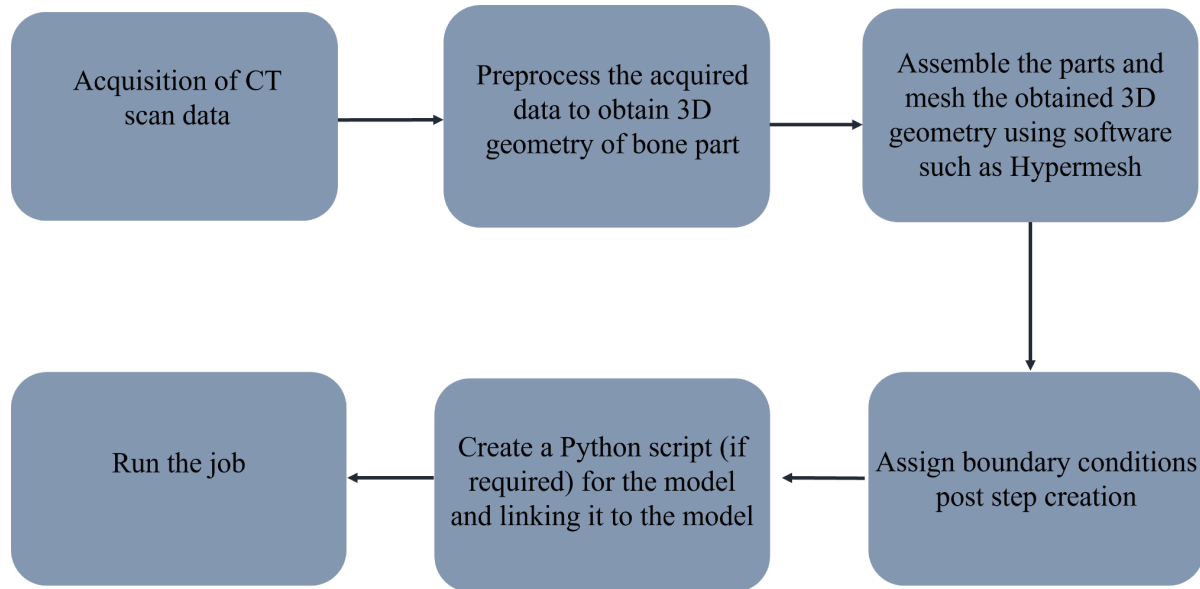 Acquisition of CT
scan data
Preprocess the acquired
data to obtain 3D
geometry of bone part
Assemble the parts and
mesh the obtained 3D
geometry using software
such as Hypermesh
Assign boundary conditions
post step creation
Create a Python script (if
required) for the model
and linking it to the model
Run the job